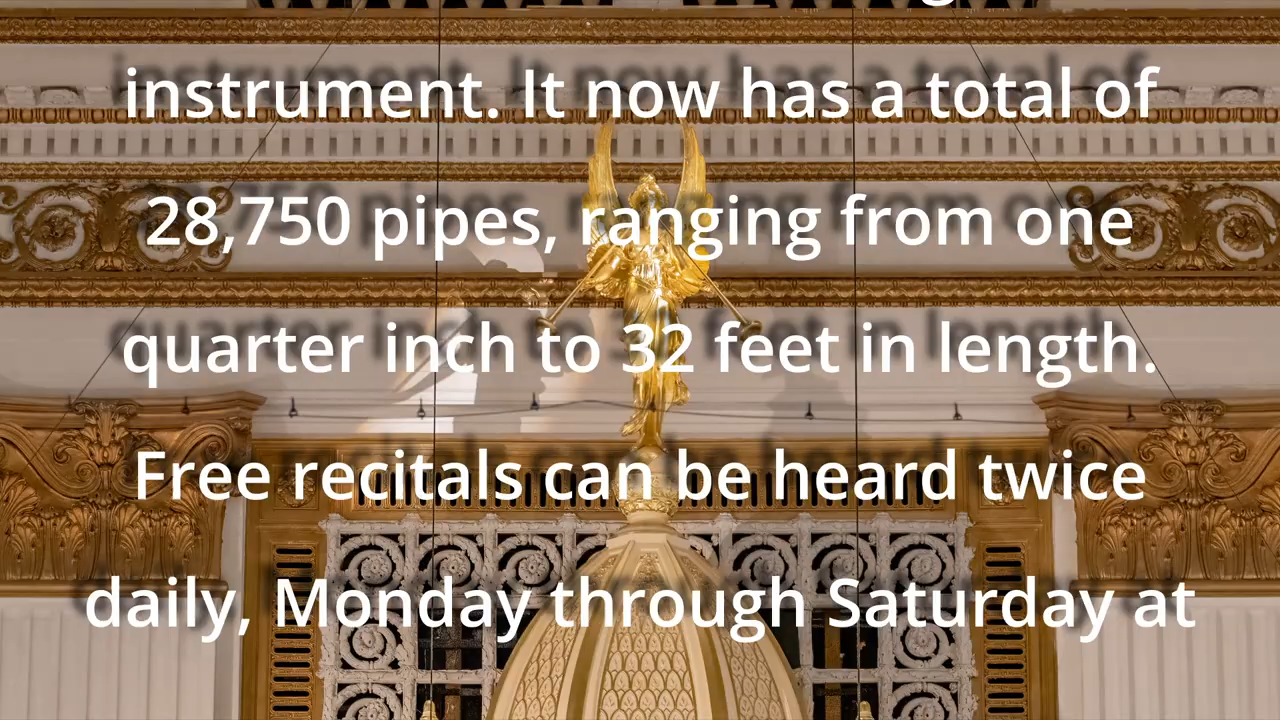 instrument. It now has a total of
28,750 pipes, ranging from one
quarter inch to 32 feet in length.
Free recitals can be heard twice
daily, Monday through Saturday at